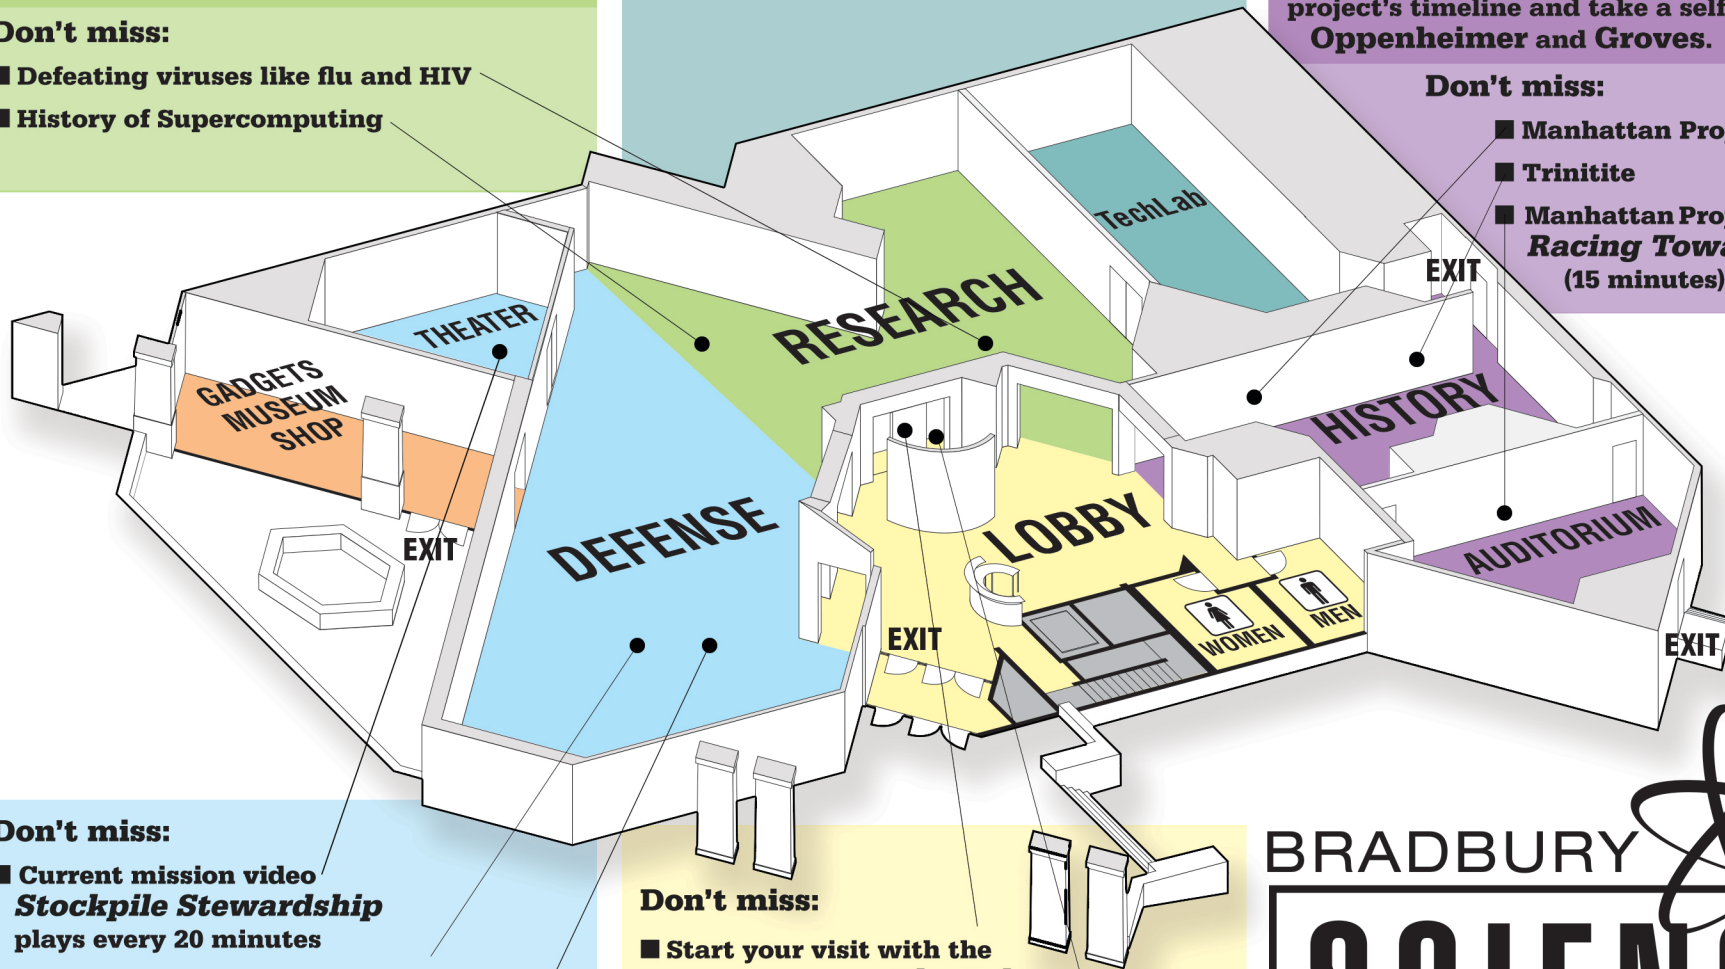 Don't miss:
■ Defeating viruses like flu and HIV
■ History of Supercomputing
project's timeline and take a self
Oppenheimer and Groves.
Don't miss:
■ Manhattan Pro
■ Trinitite
■ Manhattan Pro
Racing Towa
(15 minutes)
TechLab
EXIT
RESEARCH
THEATER
GADGETS
MUSEUM
SHOP
HISTORY
EXIT
DEFENSE
LOBBY
AUDITORIUM
EXIT
WOMEN
MEN
EXIT
Don't miss:
■ Current mission video
Stockpile Stewardship
plays every 20 minutes
Don't miss:
■ Start your visit with the
BRADBURY
SCIEN